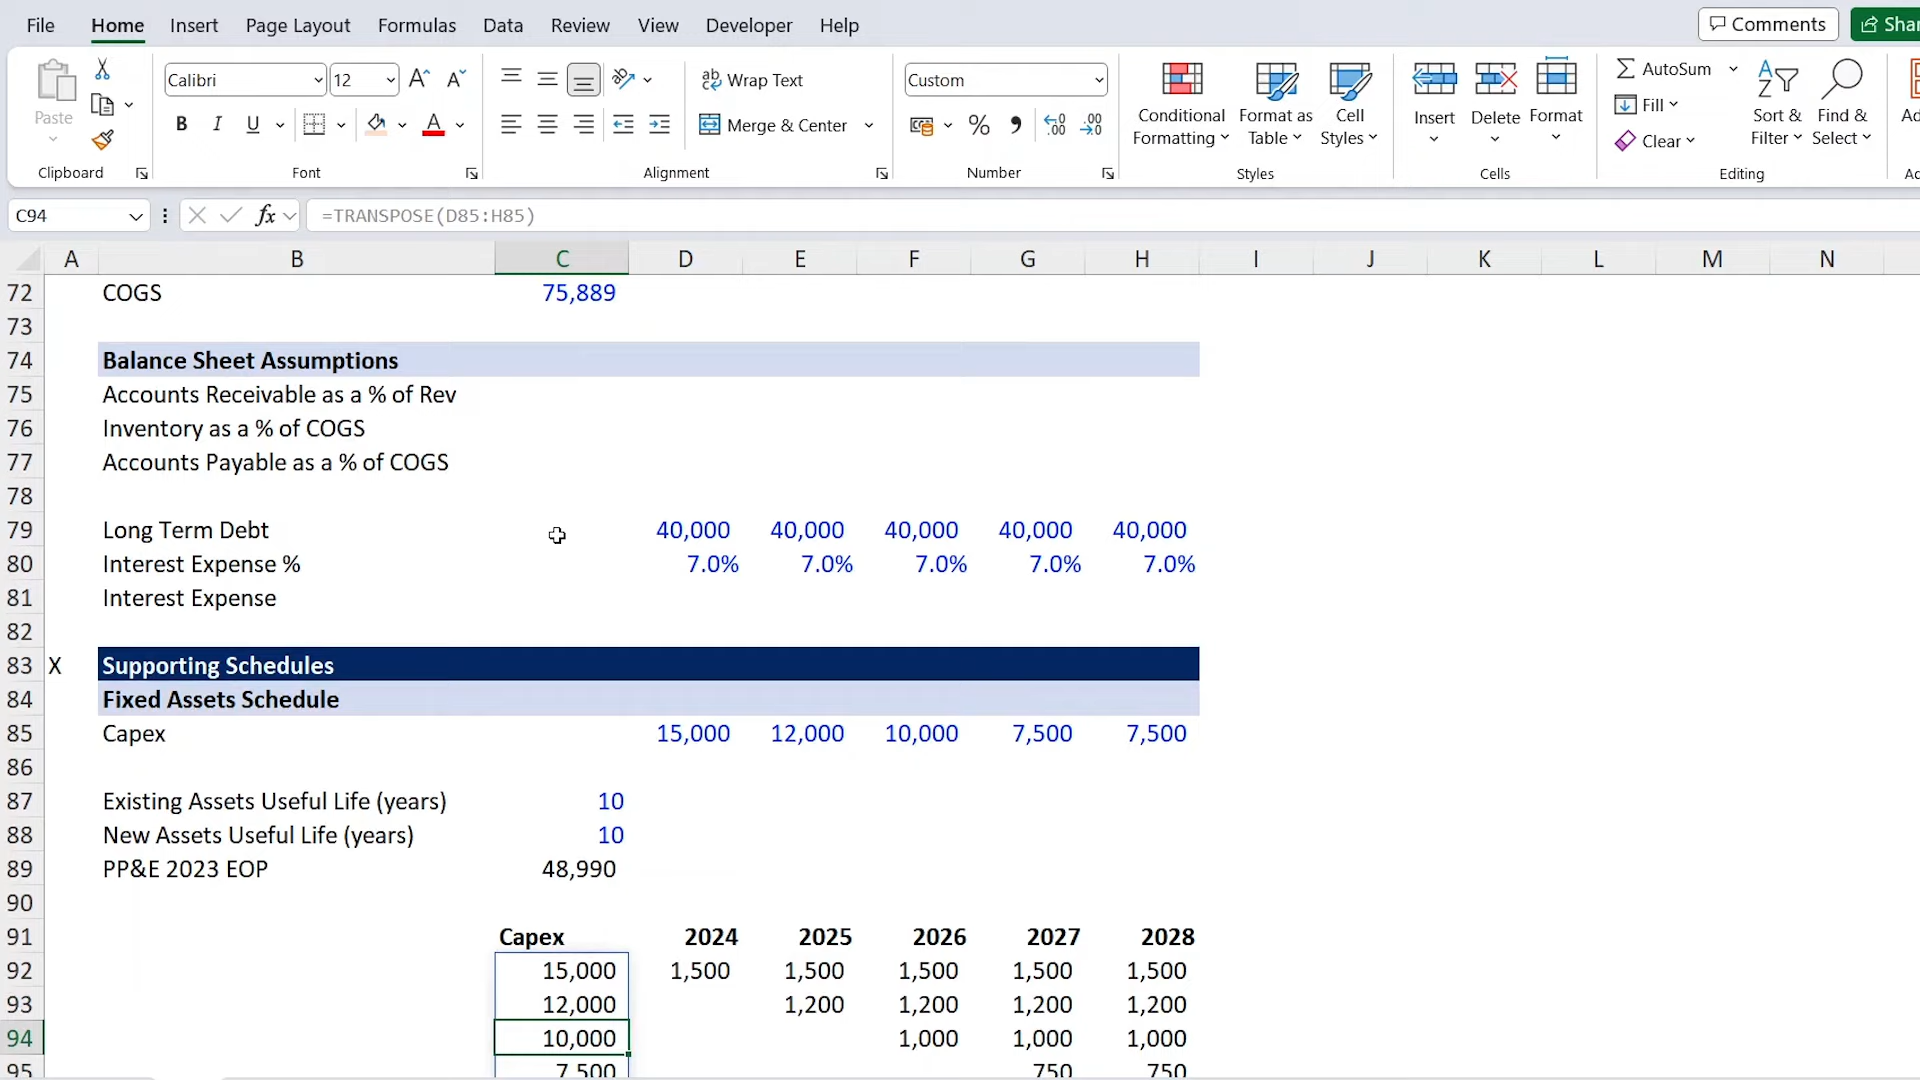 File Home Insert Page Layout Formulas Data Review View Developer Help Comments
Calibri 12 Wrap Text Custom AutoSum
Paste B I U Merge & Center % Conditional Formatting Format as Table Cell Styles Insert Delete Format Fill Clear Sort & Filter Find & Select
Clipboard Font Alignment Number Styles Cells Editing
C94 fx =TRANSPOSE(D85:H85)
A B C D E F G H I J K L M N
72 COGS 75,889
73
74 Balance Sheet Assumptions
75 Accounts Receivable as a % of Rev
76 Inventory as a % of COGS
77 Accounts Payable as a % of COGS
78
79 Long Term Debt 40,000 40,000 40,000 40,000 40,000
80 Interest Expense % 7.0% 7.0% 7.0% 7.0% 7.0%
81 Interest Expense
82
83 X Supporting Schedules
84 Fixed Assets Schedule
85 Capex 15,000 12,000 10,000 7,500 7,500
86
87 Existing Assets Useful Life (years) 10
88 New Assets Useful Life (years) 10
89 PP&E 2023 EOP 48,990
90
91 Capex 2024 2025 2026 2027 2028
92 15,000 1,500 1,500 1,500 1,500 1,500
93 12,000 1,200 1,200 1,200 1,200
94 10,000 1,000 1,000 1,000
95 7,500 750 750